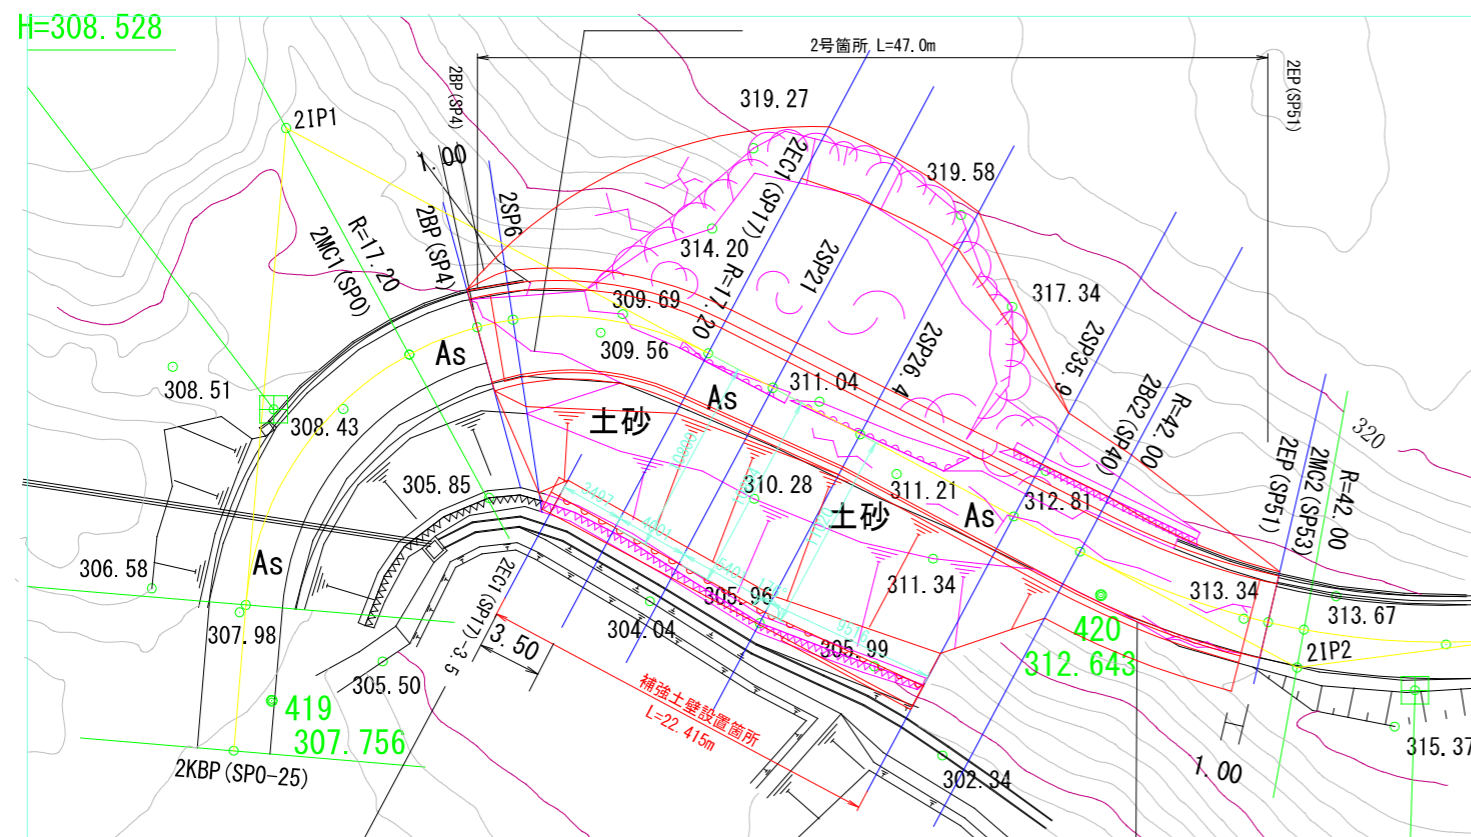 H=308.528
2号箇所 L=47.0m
2BP(SP4)
2EP(SP51)
319.27
2IP1
1.00
2EC1(SP17)
R=17.20
319.58
2SP6
R=17.20
2MC1(SP0)
2BP(SP4)
314.20
2SP21
309.69
317.34
2SP26.4
2SP35.9
309.56
As
311.04
As
308.51
308.43
土砂
2BC2(SP40)
R=42.00
320
305.85
310.28
311.21
312.81
土砂
As
2EP(SP51)
2MC2(SP53)
R=42.00
3407
4001
As
306.58
311.34
307.98
2EC1(SP17)-3.5
304.04
305.96
313.34
313.67
420
312.643
3.50
305.99
2IP2
305.50
419
307.756
補強土壁設置箇所
L=22.415m
2KBP(SP0-25)
302.34
1.00
315.37